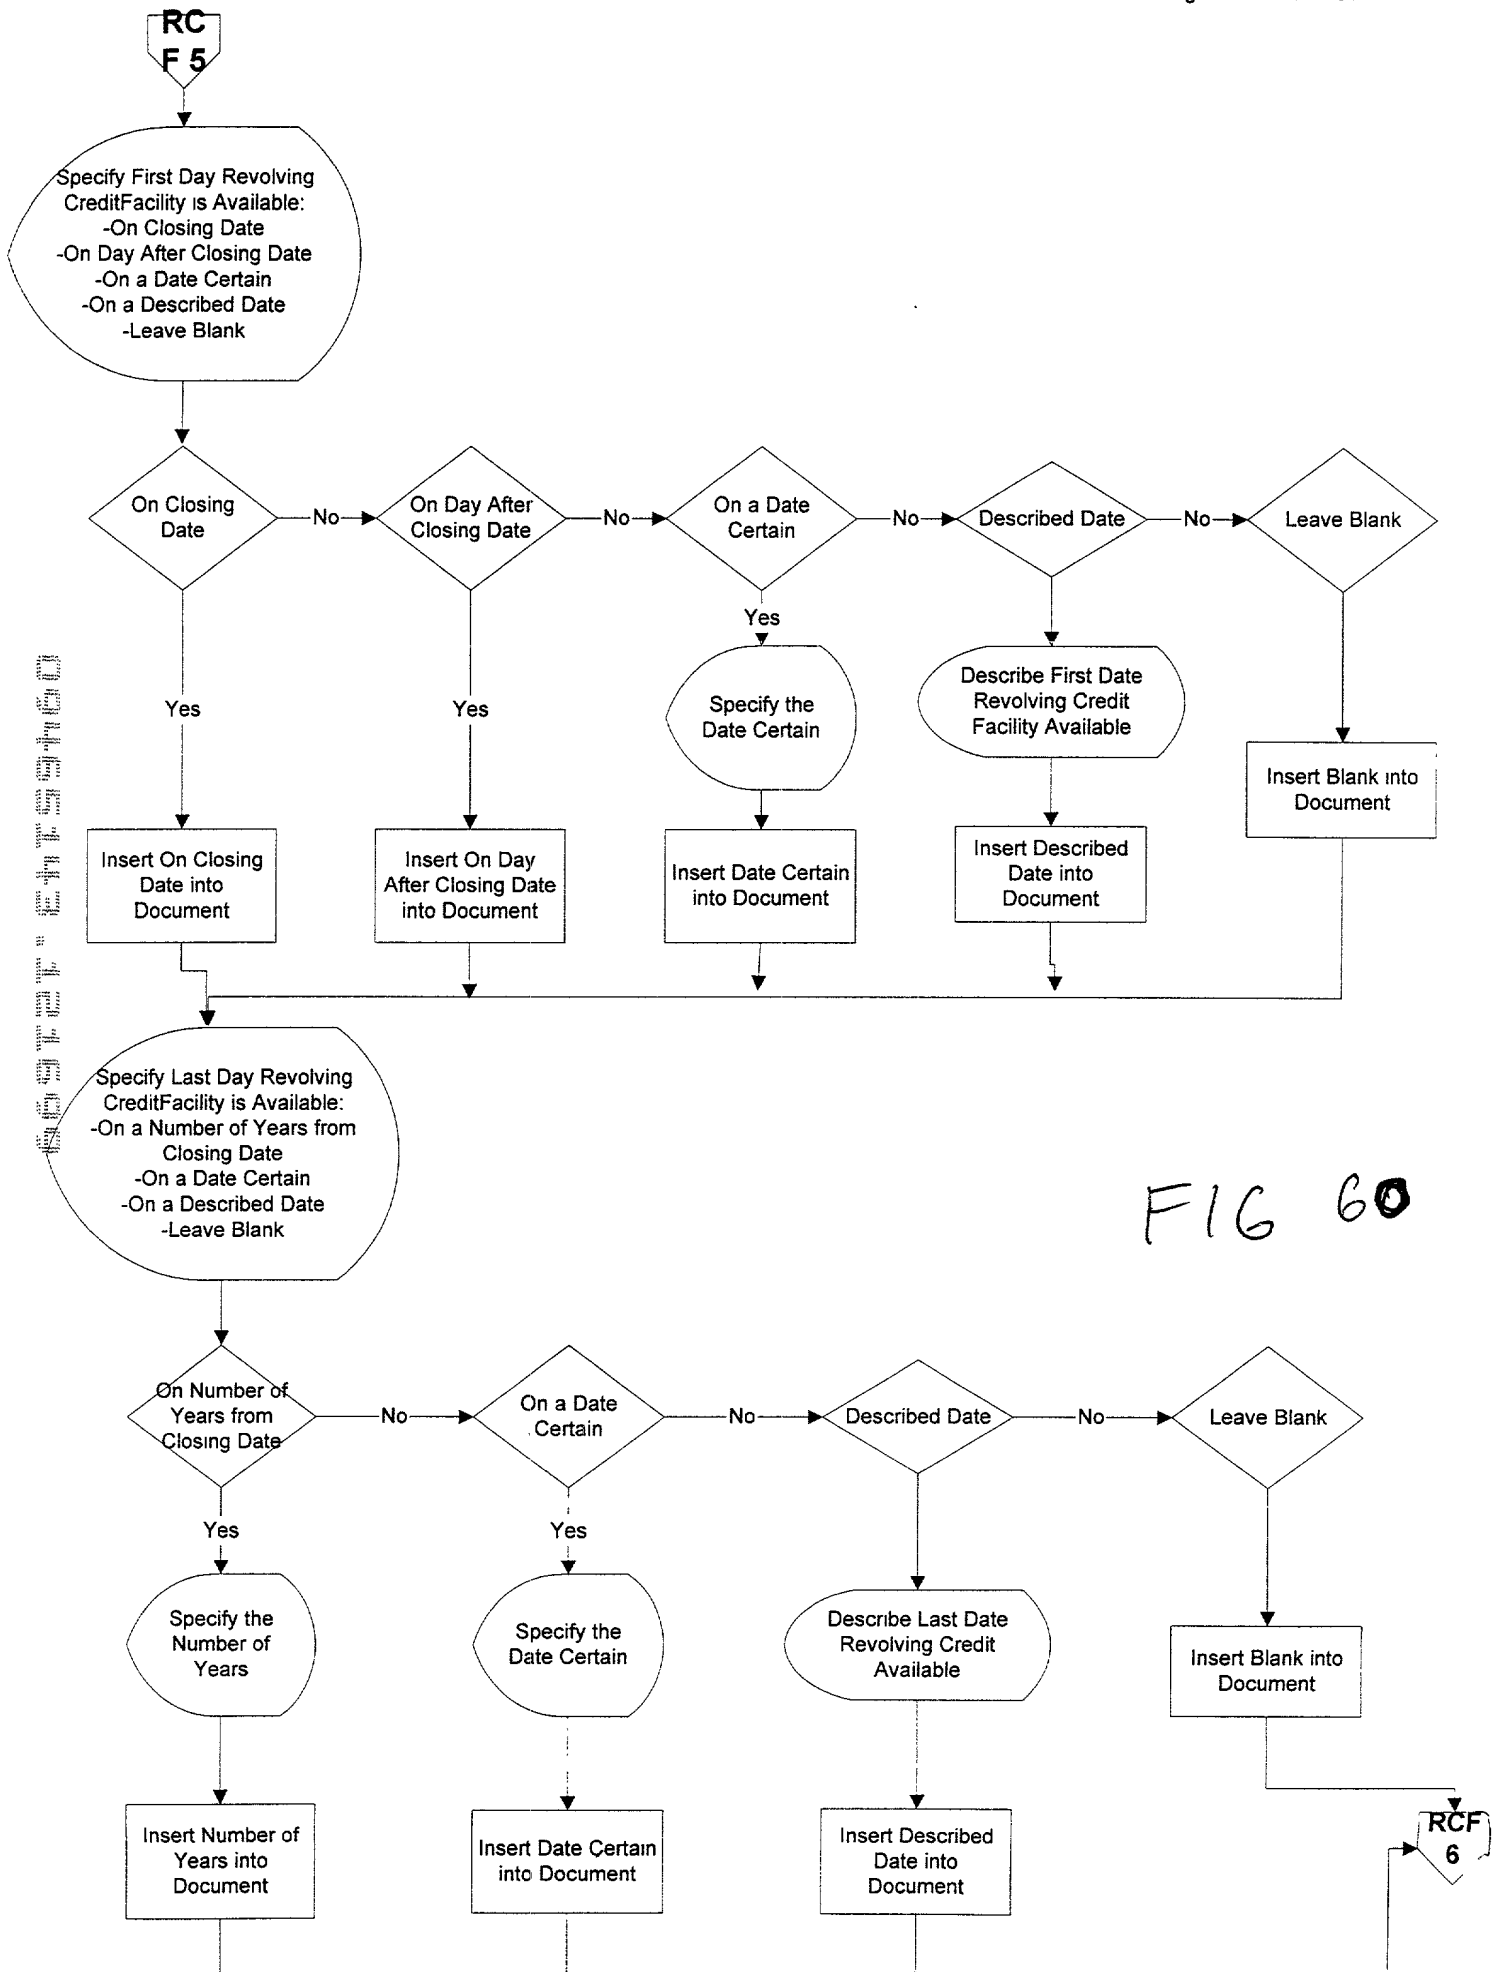 RC
F 5
Specify First Day Revolving
CreditFacility is Available:
-On Closing Date
-On Day After Closing Date
-On a Date Certain
-On a Described Date
-Leave Blank
On Closing
Date
No
On Day After
Closing Date
No
On a Date
Certain
No
Described Date
No
Leave Blank
Yes
Yes
Yes
Specify the
Date Certain
Describe First Date
Revolving Credit
Facility Available
Insert Blank into
Document
Insert On Closing
Date into
Document
Insert On Day
After Closing Date
into Document
Insert Date Certain
into Document
Insert Described
Date into
Document
Specify Last Day Revolving
CreditFacility is Available:
-On a Number of Years from
Closing Date
-On a Date Certain
-On a Described Date
-Leave Blank
FIG 60
On Number of
Years from
Closing Date
No
On a Date
Certain
No
Described Date
No
Leave Blank
Yes
Yes
Specify the
Number of
Years
Specify the
Date Certain
Describe Last Date
Revolving Credit
Available
Insert Blank into
Document
Insert Number of
Years into
Document
Insert Date Certain
into Document
Insert Described
Date into
Document
RCF
6